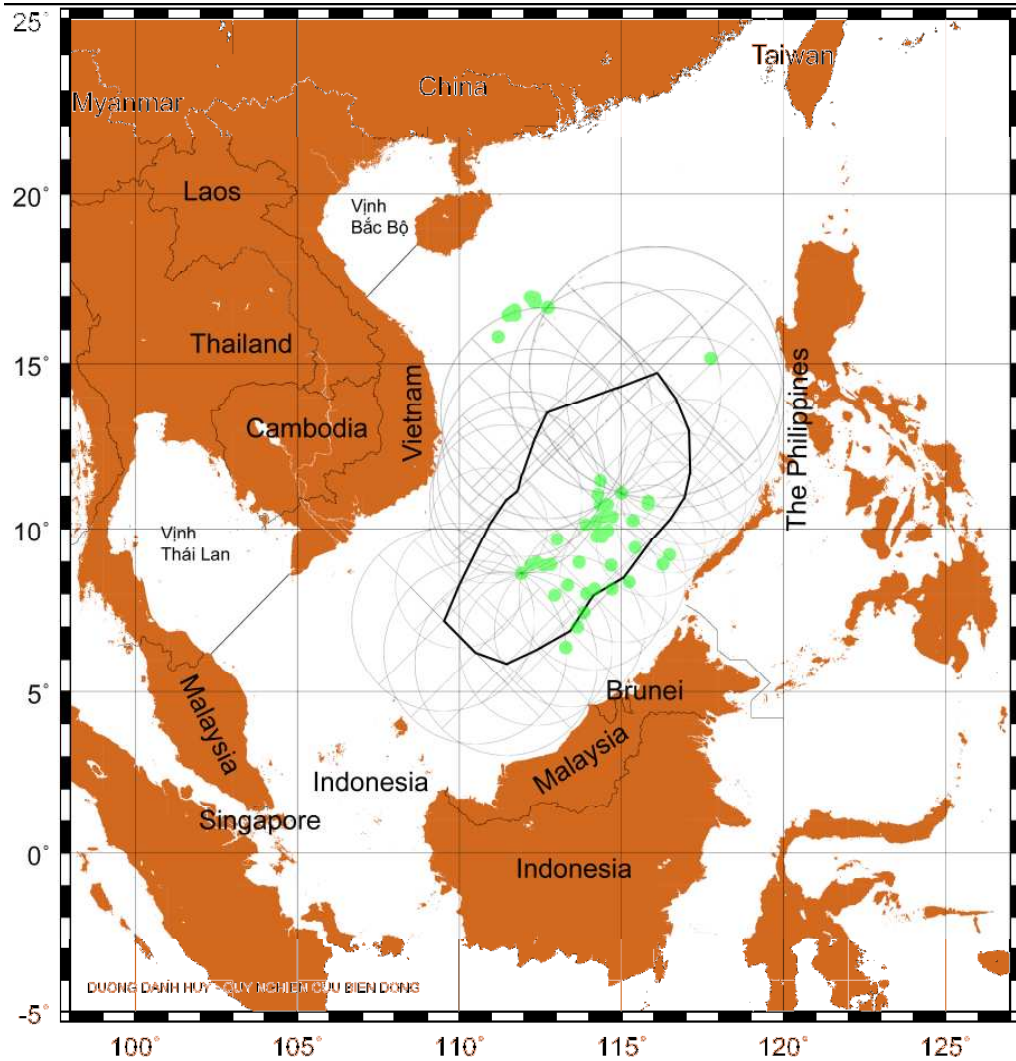 25°
Taiwan
China
Myanmar
20°
Laos
Vịnh
Bắc Bộ
15°
Thailand
Vietnam
Cambodia
The Philippines
10°
Vịnh
Thái Lan
5°
Brunei
Malaysia
Malaysia
Indonesia
Singapore
0°
Indonesia
DUONG DANH HUY - QUY NGHIEN CUU BIEN DONG
-5°
100° 105° 110° 115° 120° 125°